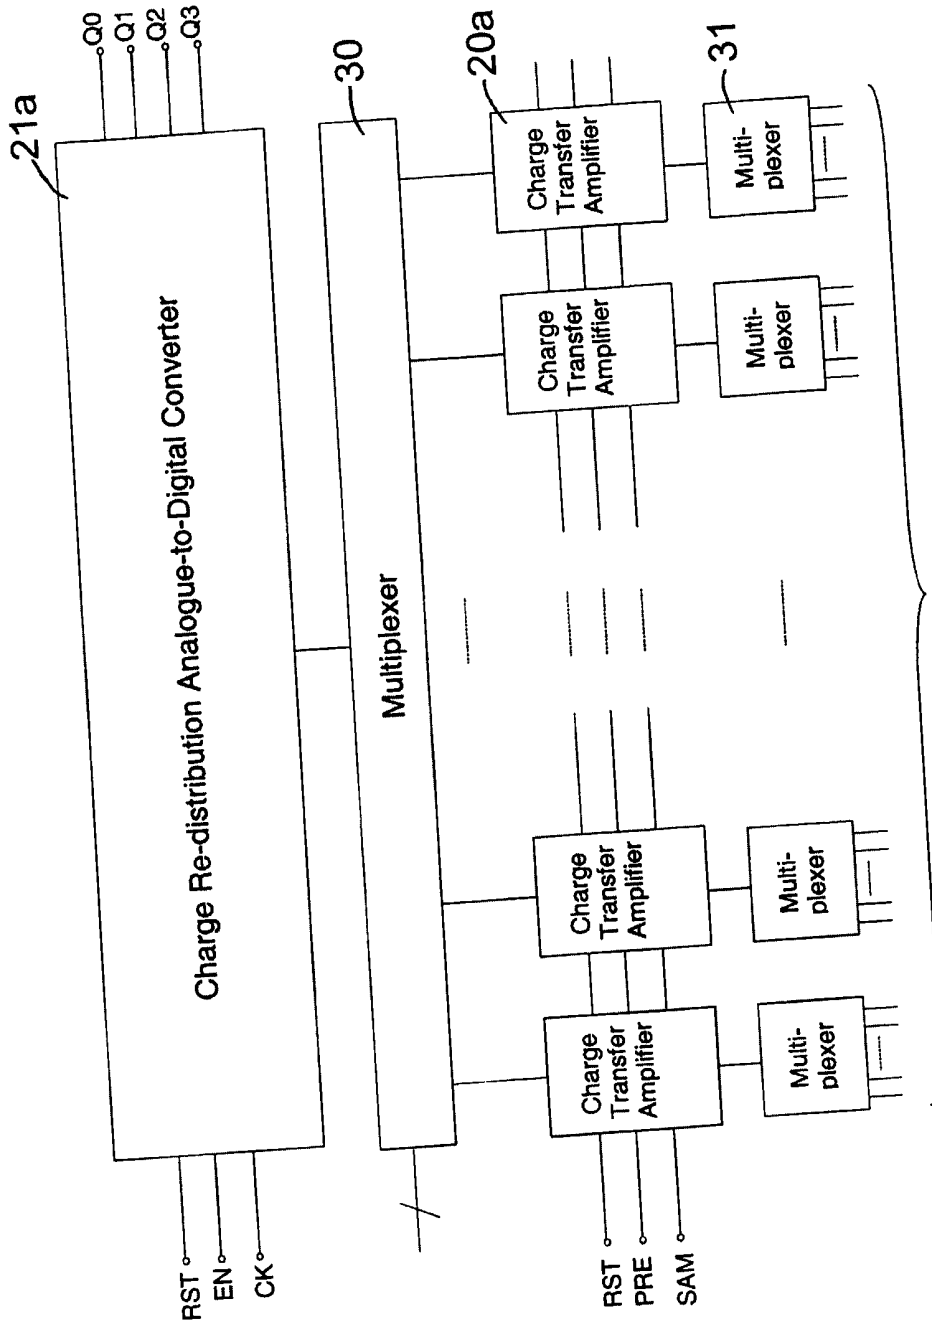 21a
Charge Re-distribution Analogue-to-Digital Converter
RST
EN
CK
Q0
Q1
Q2
Q3
30
Multiplexer
20a
RST
PRE
SAM
Charge
Transfer
Amplifier
Charge
Transfer
Amplifier
Charge
Transfer
Amplifier
Charge
Transfer
Amplifier
31
Multi-
plexer
Multi-
plexer
Multi-
plexer
Multi-
plexer